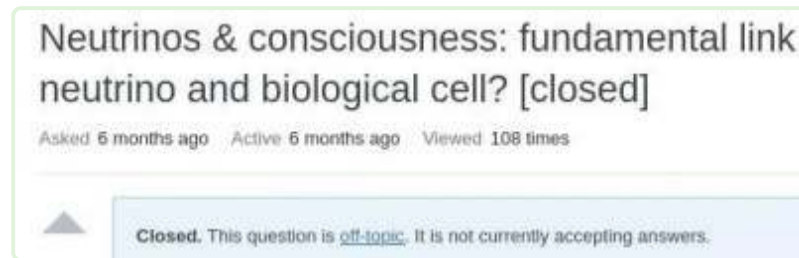 Neutrinos & consciousness: fundamental link
neutrino and biological cell? [closed]
Asked 6 months ago Active 6 months ago Viewed 108 times
Closed. This question is off-topic. It is not currently accepting answers.